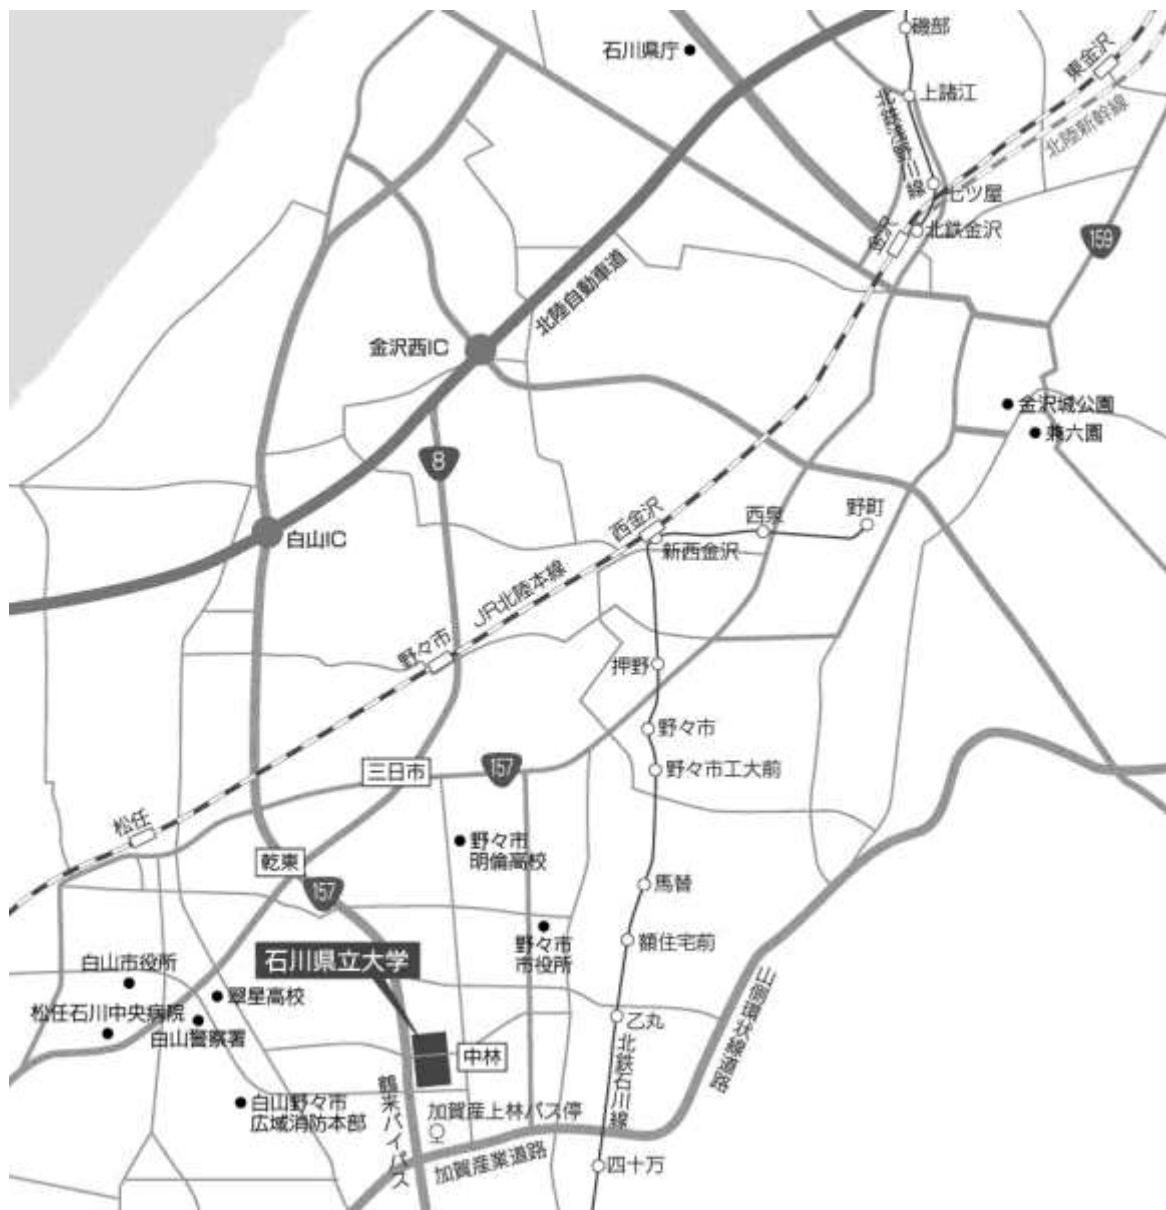 磯部
石川県庁
東金沢
上諸江
北陸新幹線
七ツ屋
金沢
北鉄金沢
159
北陸自動車道
金沢西IC
金沢城公園
兼六園
8
西金沢
西泉
野町
白山IC
新西金沢
JR北陸本線
野々市
押野
野々市
三日市
157
野々市工大前
松任
野々市
明倫高校
乾東
157
馬替
野々市
市役所
額住宅前
石川県立大学
白山市役所
翠星高校
山側環状線道路
松任石川中央病院
白山警察署
乙丸
中林
北鉄石川線
鶴来バイパス
白山野々市
広域消防本部
加賀産上林バス停
加賀産業道路
四十万